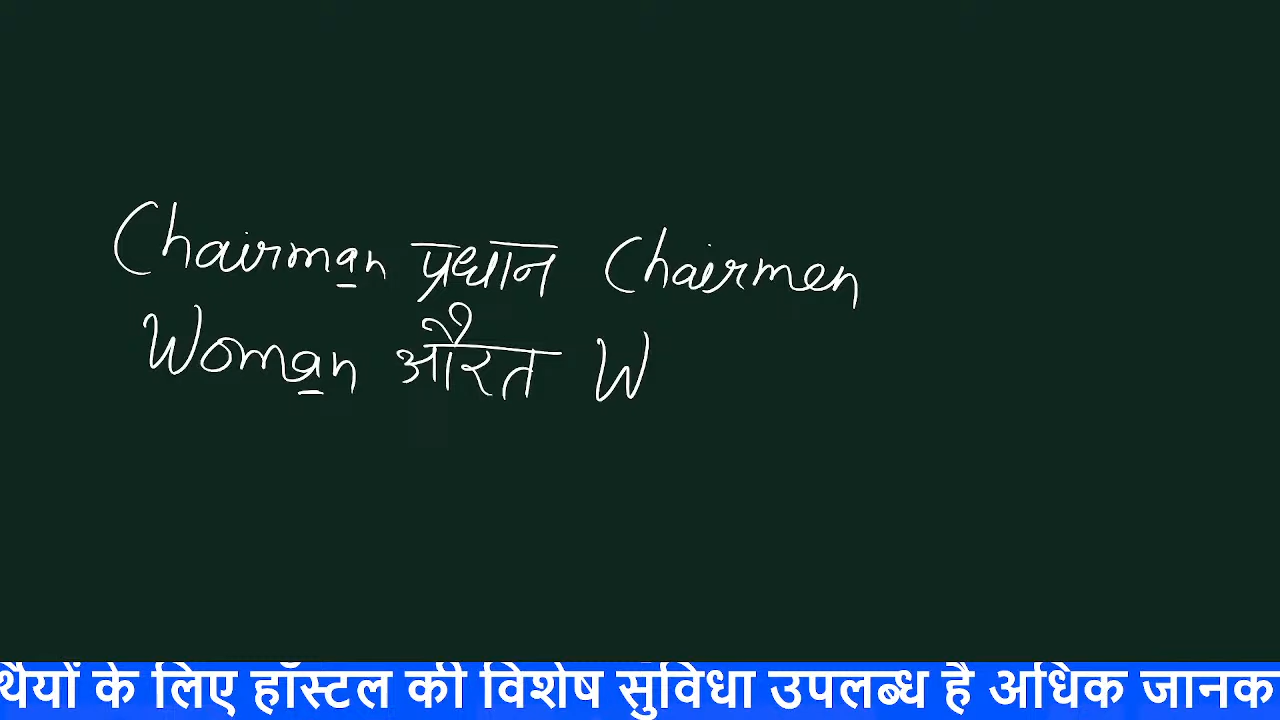 Chairman प्रधान Chairmen
Woman औरत W
र्थियों के लिए हॉस्टल की विशेष सुविधा उपलब्ध है अधिक जानक